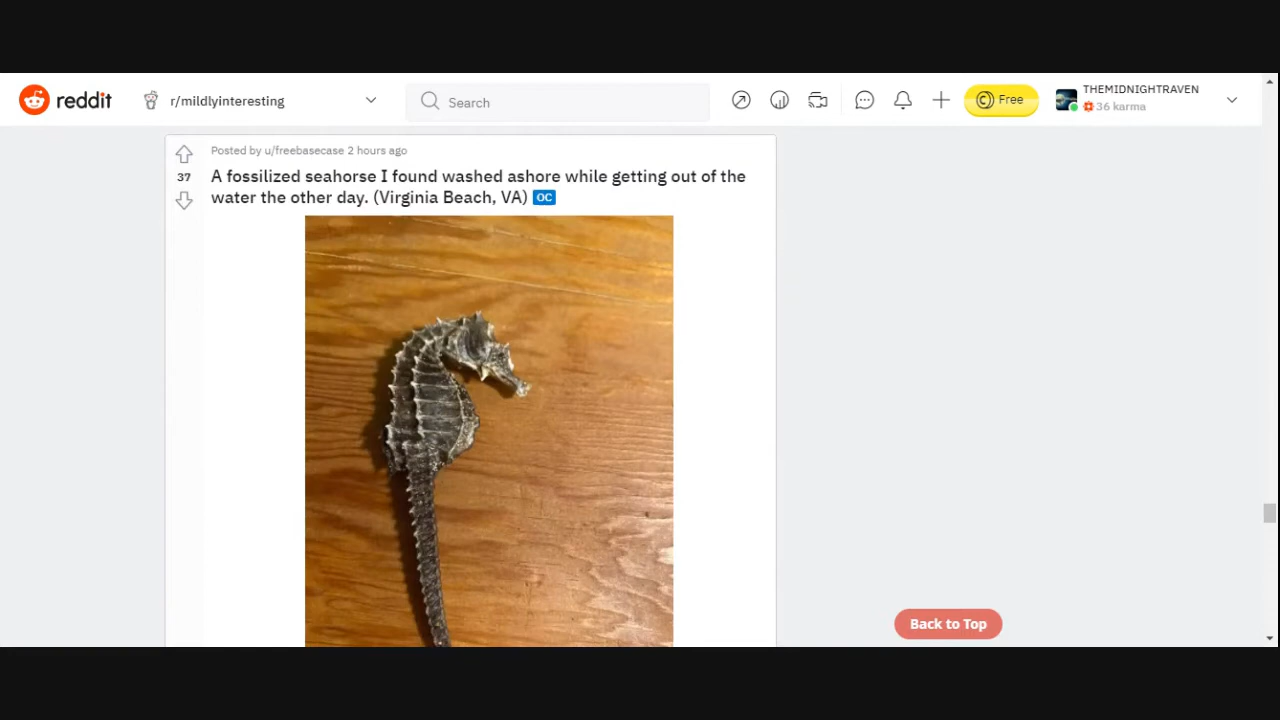 reddit
r/mildlyinteresting
Search
Free
THEMIDNIGHTRAVEN
36 karma
Posted by u/freebasecase 2 hours ago
37
A fossilized seahorse I found washed ashore while getting out of the
water the other day. (Virginia Beach, VA) OC
Back to Top